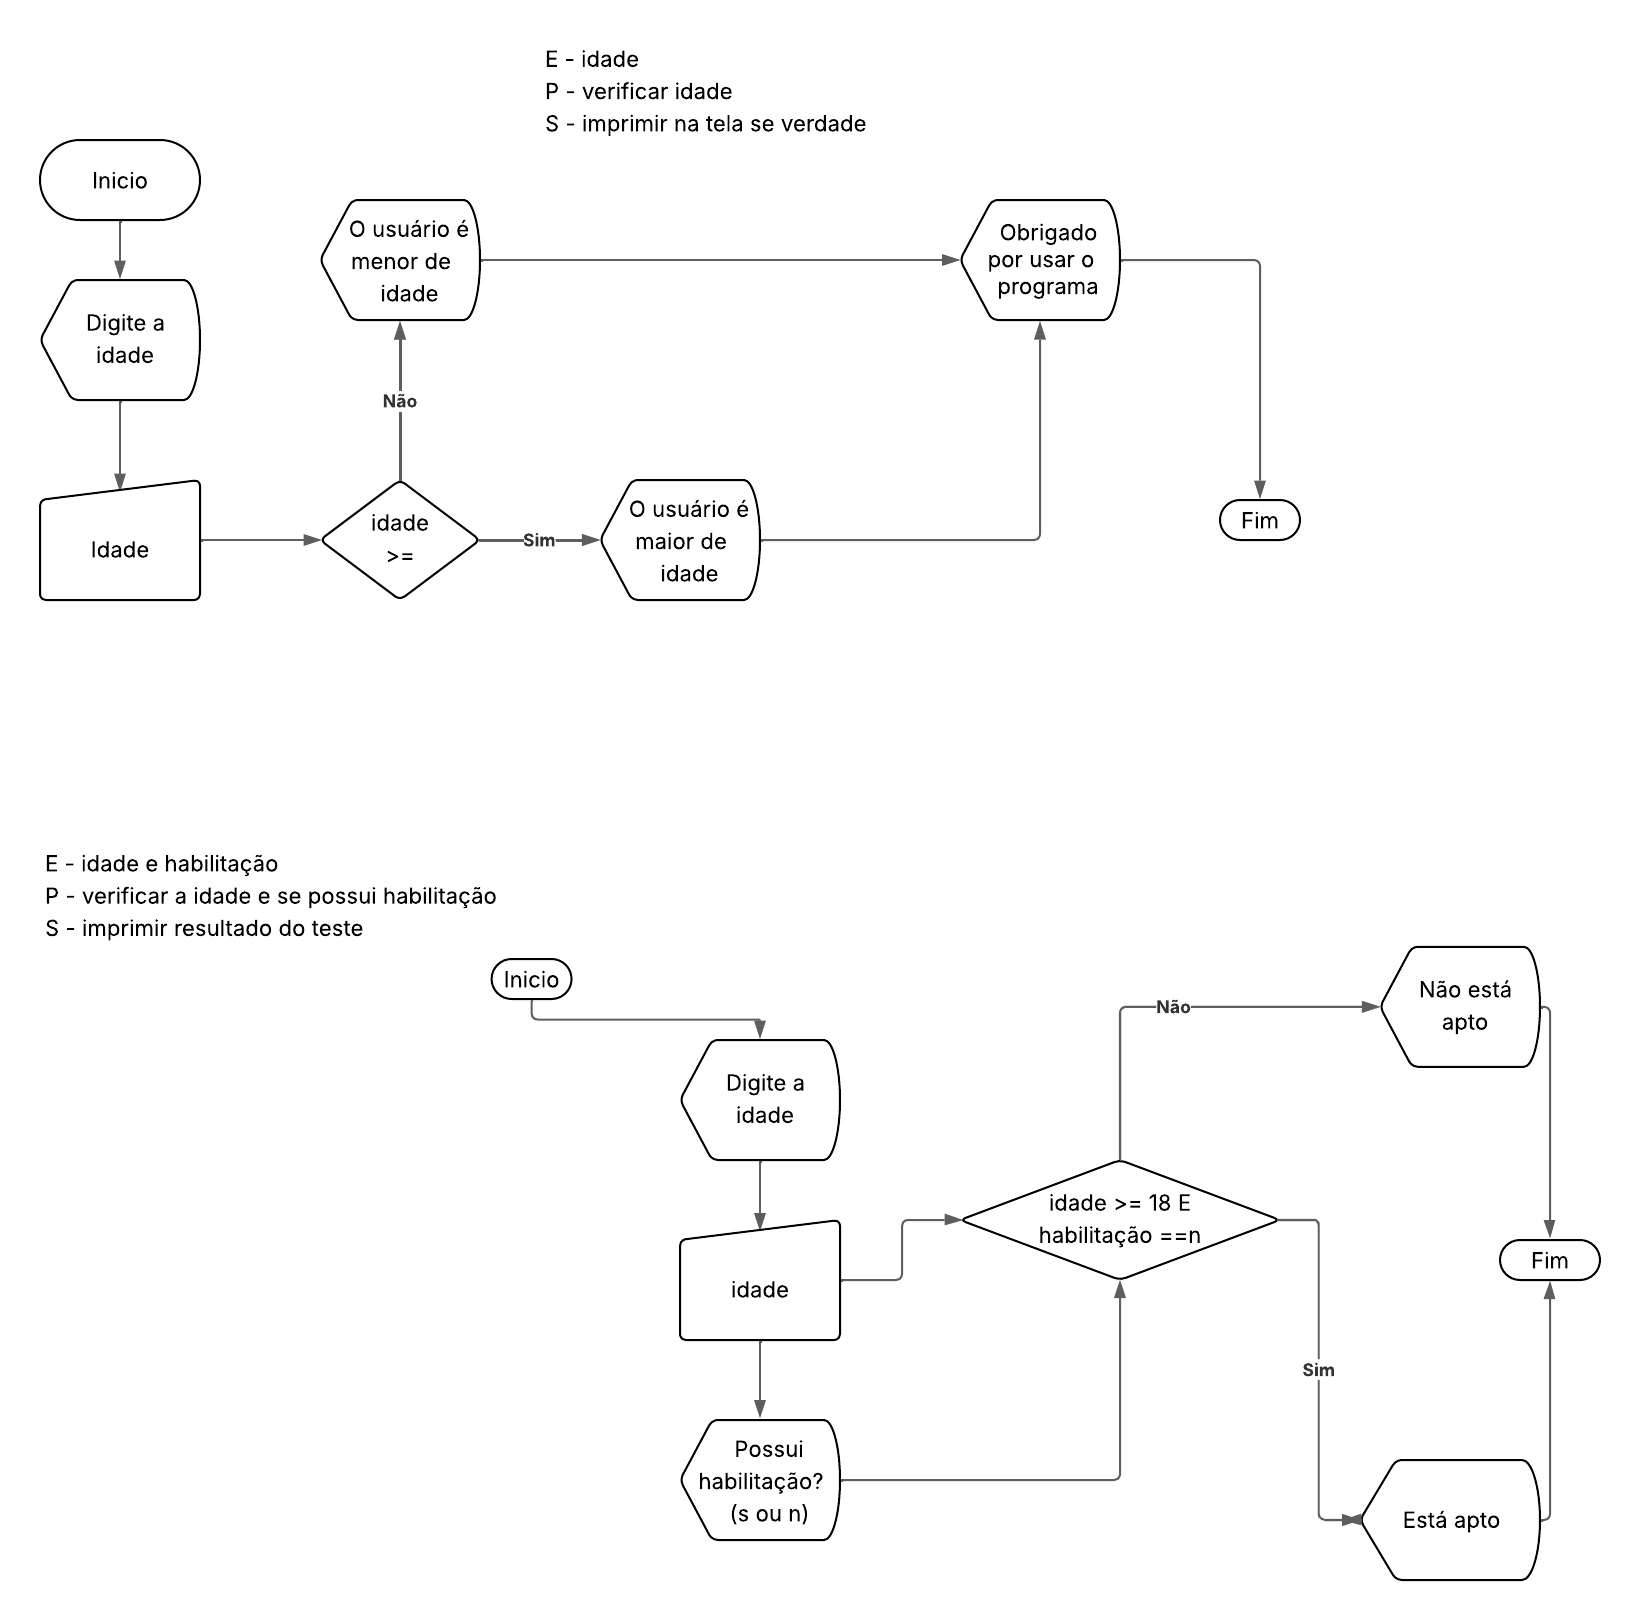 E - idade
P - verificar idade
S - imprimir na tela se verdade
Inicio
Digite a
idade
Idade
idade
>=
Não
O usuário é
menor de
idade
Sim
O usuário é
maior de
idade
Obrigado
por usar o
programa
Fim
E - idade e habilitação
P - verificar a idade e se possui habilitação
S - imprimir resultado do teste
Inicio
Digite a
idade
idade
Possui
habilitação?
(s ou n)
idade >= 18 E
habilitação ==n
Não
Não está
apto
Sim
Está apto
Fim